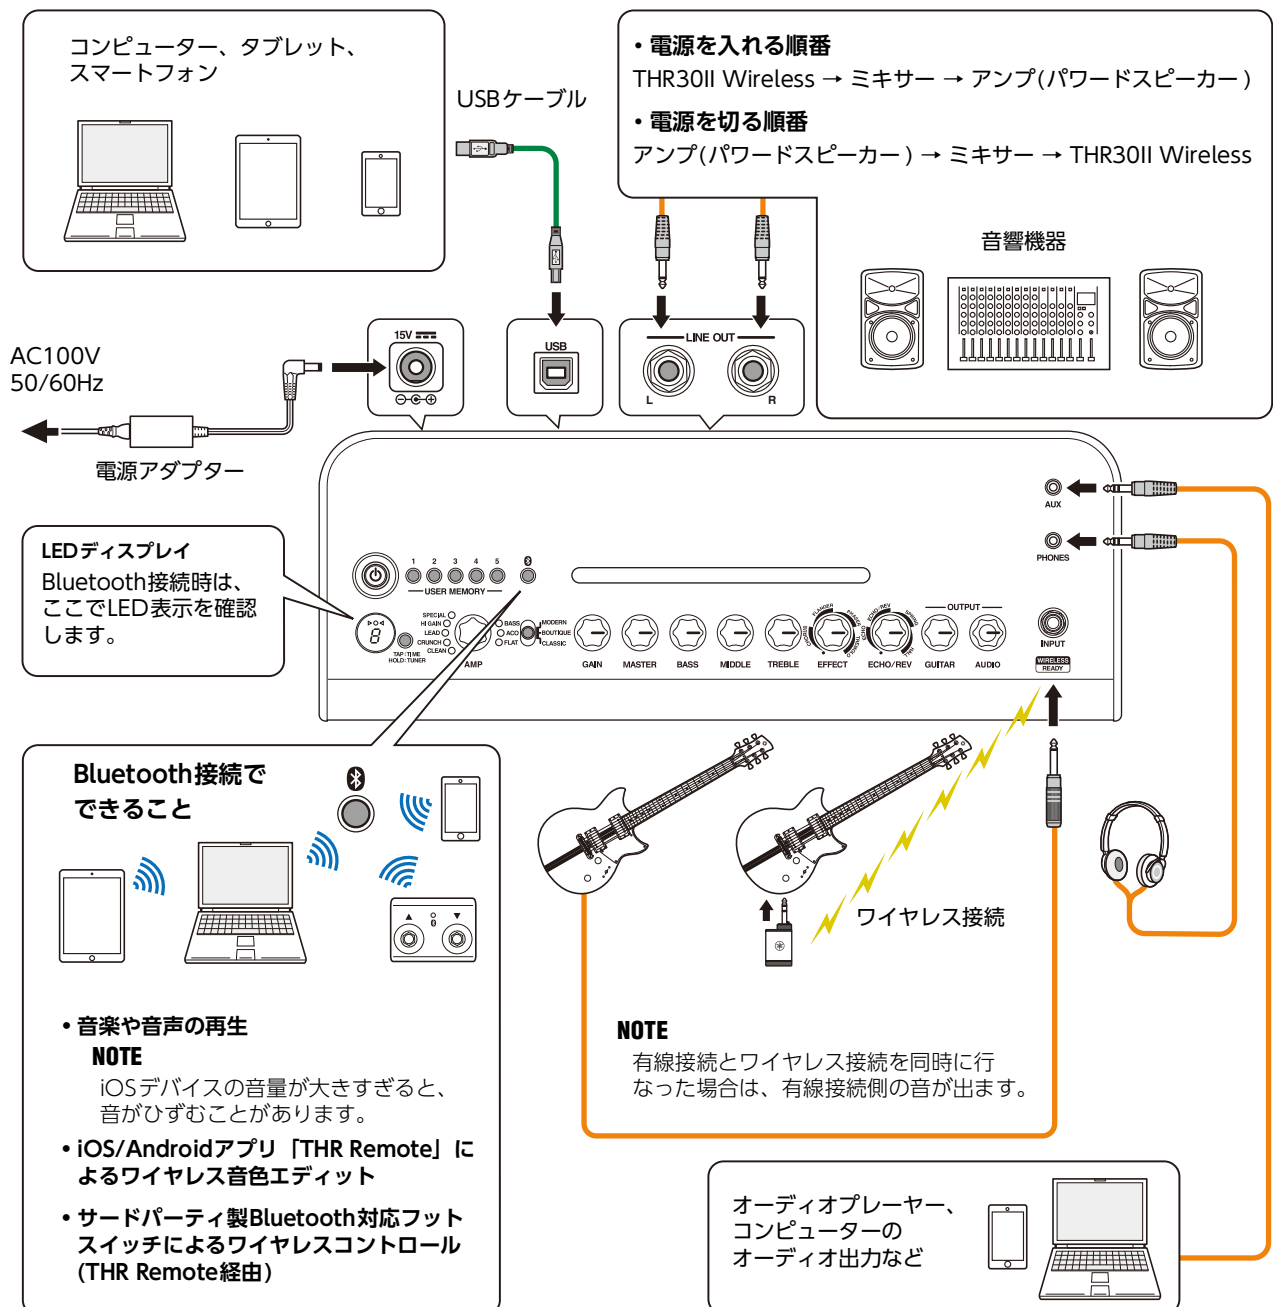 コンピューター、タブレット、
スマートフォン
USBケーブル
・電源を入れる順番
THR30II Wireless → ミキサー → アンプ(パワードスピーカー)
・電源を切る順番
アンプ(パワードスピーカー) → ミキサー → THR30II Wireless
音響機器
15V
USB
LINE OUT
L
R
AC100V
50/60Hz
電源アダプター
AUX
PHONES
LEDディスプレイ
Bluetooth接続時は、
ここでLED表示を確認
します。
1 2 3 4 5
USER MEMORY
8
TAP:TIME
HOLD:TUNER
SPECIAL
HI GAIN
LEAD
CRUNCH
CLEAN
AMP
BASS
ACO
FLAT
MODERN
BOUTIQUE
CLASSIC
GAIN
MASTER
BASS
MIDDLE
TREBLE
CHORUS
FLANGER
PHASER
TREMOLO
EFFECT
ECHO
ECHO/REV
SPRING
HALL
ECHO/REV
OUTPUT
GUITAR
AUDIO
INPUT
WIRELESS
READY
Bluetooth接続で
できること
ワイヤレス接続
• 音楽や音声の再生
NOTE
iOSデバイスの音量が大きすぎると、
音がひずむことがあります。
• iOS/Androidアプリ「THR Remote」に
よるワイヤレス音色エディット
• サードパーティ製Bluetooth対応フット
スイッチによるワイヤレスコントロール
(THR Remote経由)
NOTE
有線接続とワイヤレス接続を同時に行
なった場合は、有線接続側の音が出ます。
オーディオプレーヤー、
コンピューターの
オーディオ出力など